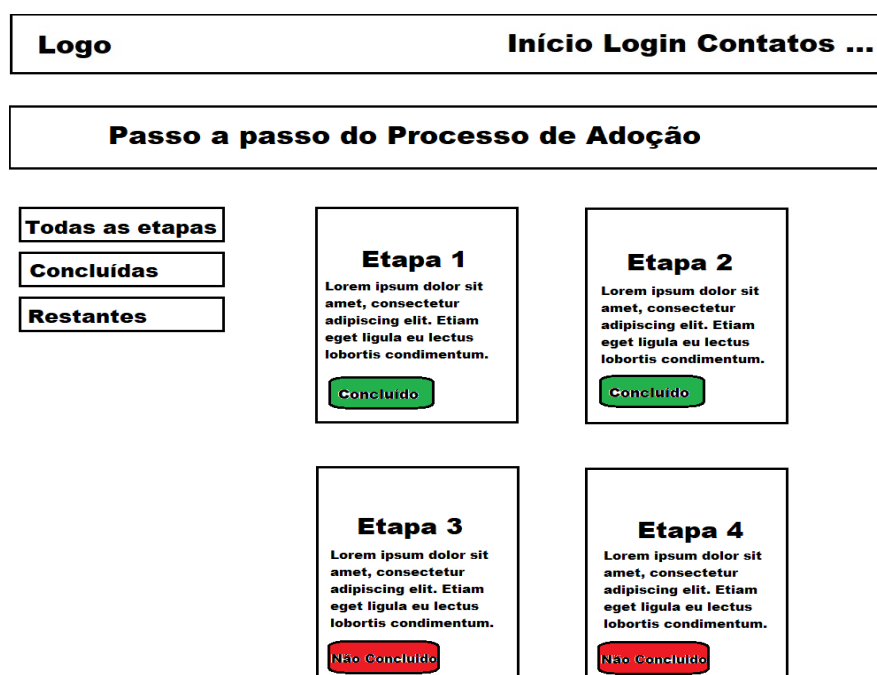 Logo
Início Login Contatos ...
Passo a passo do Processo de Adoção
Todas as etapas
Concluídas
Restantes
Etapa 1
Lorem ipsum dolor sit
amet, consectetur
adipiscing elit. Etiam
eget ligula eu lectus
lobortis condimentum.
Concluído
Etapa 2
Lorem ipsum dolor sit
amet, consectetur
adipiscing elit. Etiam
eget ligula eu lectus
lobortis condimentum.
Concluído
Etapa 3
Lorem ipsum dolor sit
amet, consectetur
adipiscing elit. Etiam
eget ligula eu lectus
lobortis condimentum.
Não Concluído
Etapa 4
Lorem ipsum dolor sit
amet, consectetur
adipiscing elit. Etiam
eget ligula eu lectus
lobortis condimentum.
Não Concluído